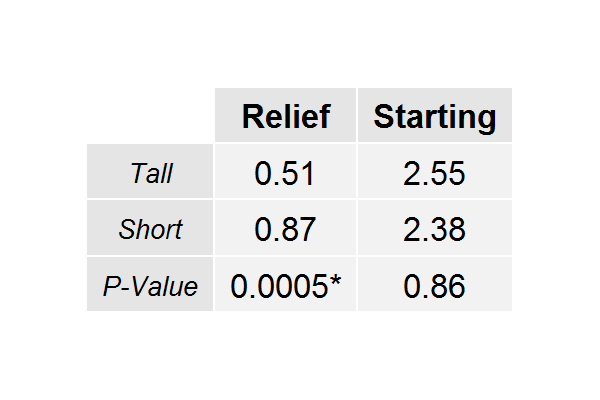 Relief Starting
Tall 0.51 2.55
Short 0.87 2.38
P-Value 0.0005* 0.86